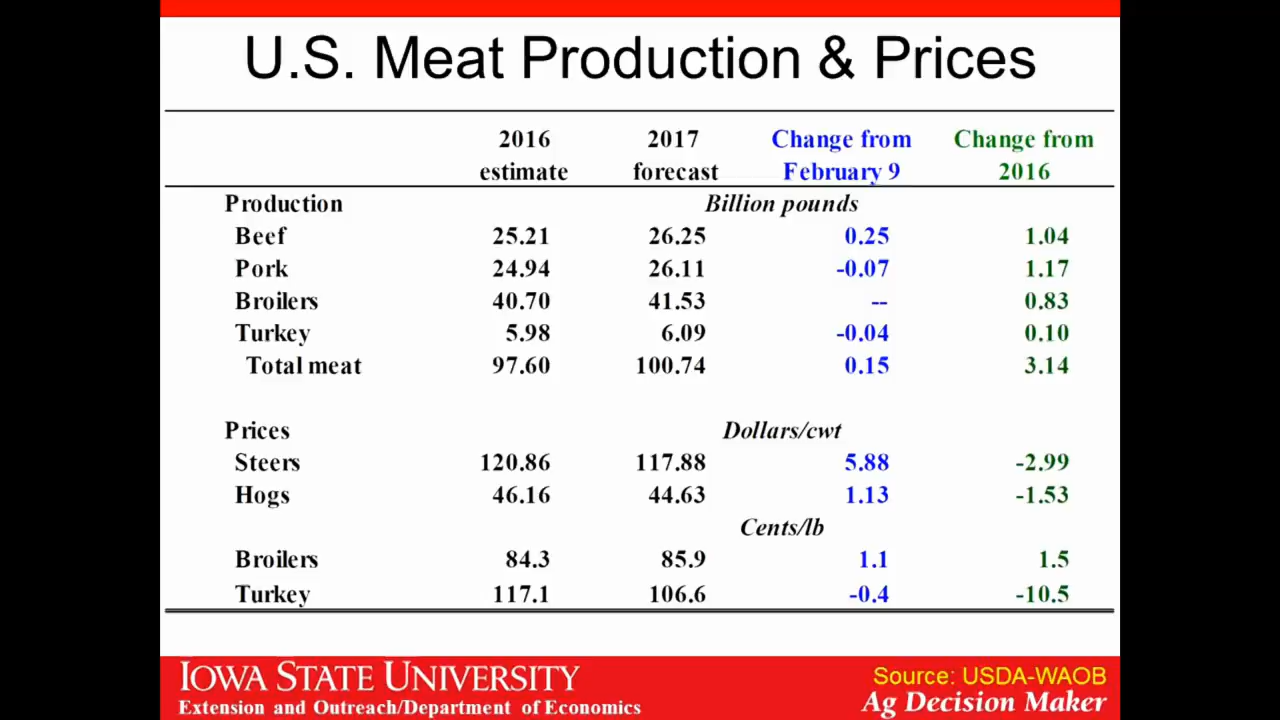 U.S. Meat Production & Prices
2016 estimate 2017 forecast Change from February 9 Change from 2016
Production Billion pounds
Beef 25.21 26.25 0.25 1.04
Pork 24.94 26.11 -0.07 1.17
Broilers 40.70 41.53 -- 0.83
Turkey 5.98 6.09 -0.04 0.10
Total meat 97.60 100.74 0.15 3.14
Prices Dollars/cwt
Steers 120.86 117.88 5.88 -2.99
Hogs 46.16 44.63 1.13 -1.53
Cents/lb
Broilers 84.3 85.9 1.1 1.5
Turkey 117.1 106.6 -0.4 -10.5
IOWA STATE UNIVERSITY
Extension and Outreach/Department of Economics
Source: USDA-WAOB
Ag Decision Maker